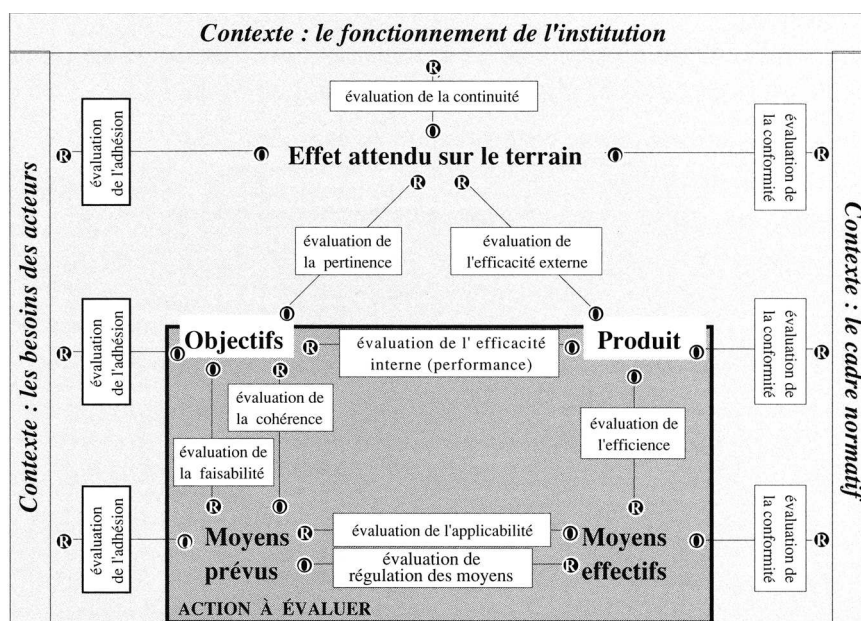 Contexte : le fonctionnement de l'institution
R
évaluation de la continuité
O
évaluation
de l'adhésion
R
O
Effet attendu sur le terrain
O
évaluation de
la conformité
R
R
R
évaluation de
la pertinence
évaluation de
l'efficacité externe
Contexte : les besoins des acteurs
Contexte : le cadre normatif
O
O
R
évaluation
de l'adhésion
O
Objectifs
R
évaluation de l' efficacité
interne (performance)
O
Produit
O
évaluation de
la conformité
R
O
R
O
évaluation de
la cohérence
évaluation de
l'efficience
évaluation de
la faisabilité
R
O
R
R
évaluation
de l'adhésion
O
Moyens
prévus
R
évaluation de l'applicabilité
O
O
évaluation de
régulation des moyens
R
Moyens
effectifs
O
évaluation de
la conformité
R
ACTION À ÉVALUER